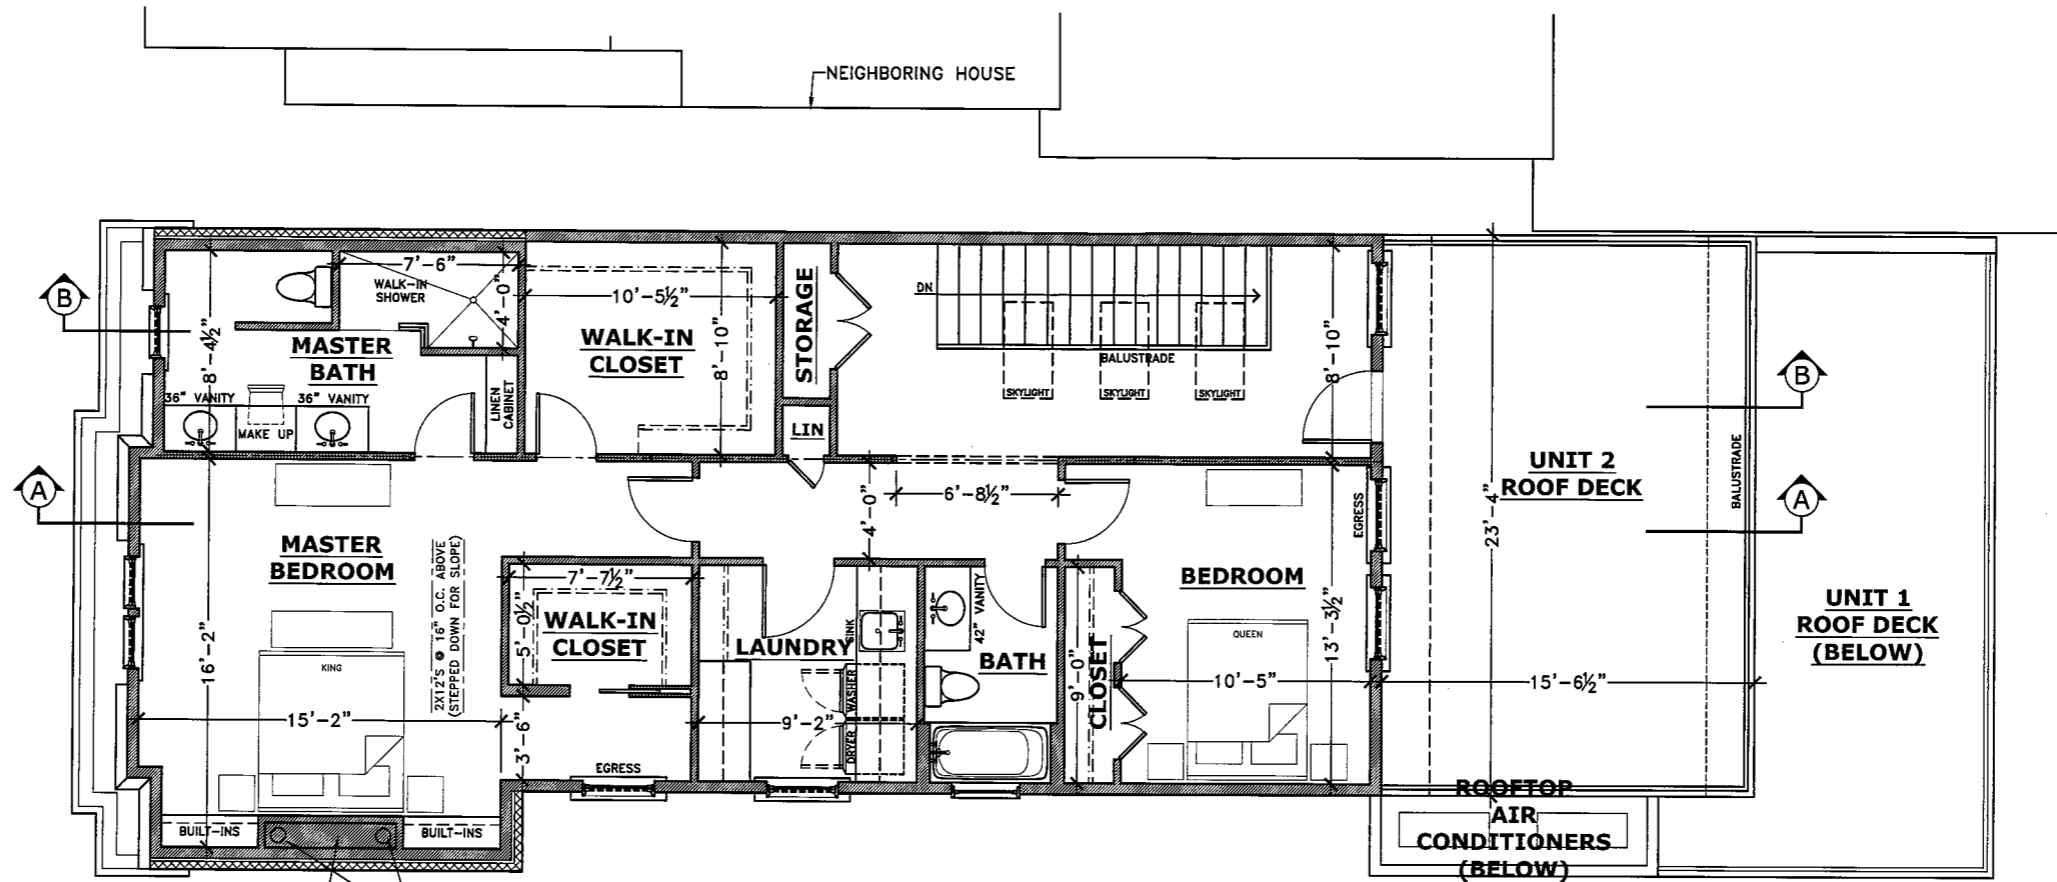 NEIGHBORING HOUSE
B
7'-6"
WALK-IN
SHOWER
4'-0"
8'-4½"
MASTER
BATH
36" VANITY
36" VANITY
MAKE UP
LINEN
CABINET
10'-5½"
WALK-IN
CLOSET
8'-10"
STORAGE
LIN
DN
BALUSTRADE
SKYLIGHT
SKYLIGHT
SKYLIGHT
8'-10"
B
A
UNIT 2
ROOF DECK
23'-4"
BALUSTRADE
15'-6½"
UNIT 1
ROOF DECK
(BELOW)
A
MASTER
BEDROOM
16'-2"
KING
15'-2"
2X12'S @ 16" O.C. ABOVE
(STEPPED DOWN FOR SLOPE)
BUILT-INS
BUILT-INS
7'-7½"
5'-0½"
WALK-IN
CLOSET
3'-6"
EGRESS
4'-0"
6'-8½"
LAUNDRY
SINK
WASHER
DRYER
9'-2"
42" VANITY
BATH
9'-0"
CLOSET
BEDROOM
QUEEN
10'-5"
13'-3½"
EGRESS
ROOFTOP
AIR
CONDITIONERS
(BELOW)